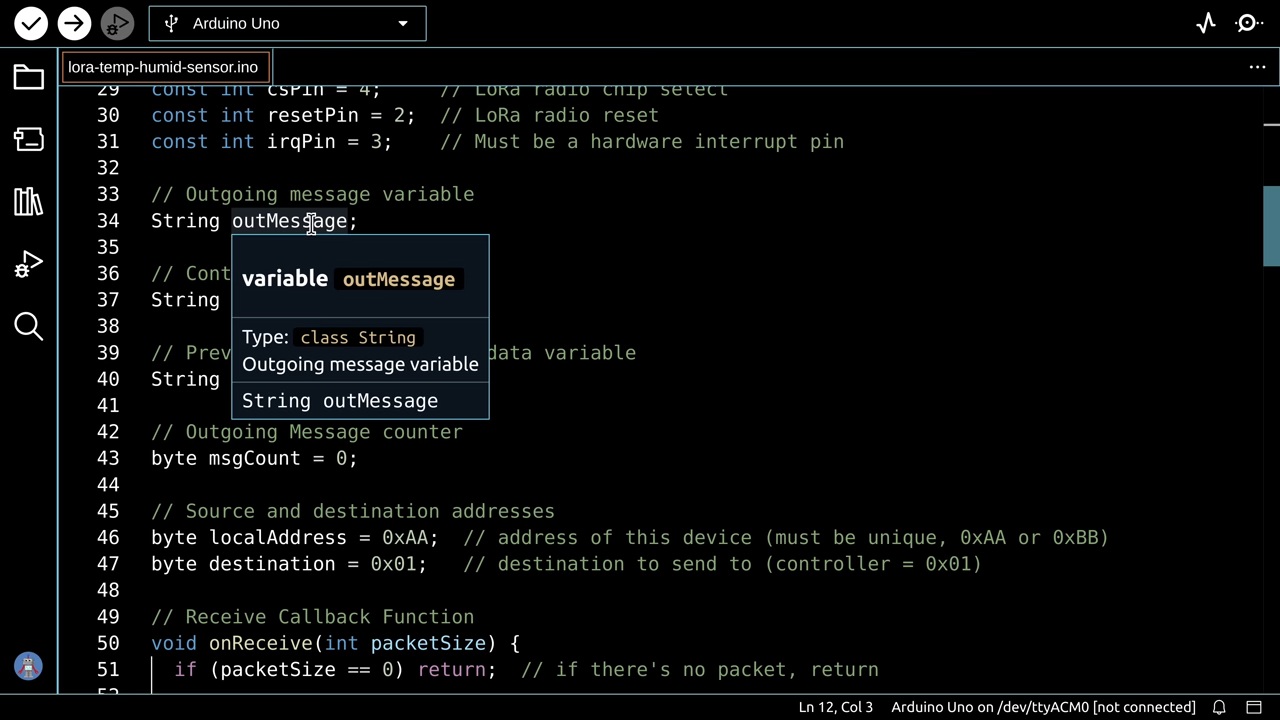 Arduino Uno
lora-temp-humid-sensor.ino
29 const int csPin = 4; // LoRa radio chip select
30 const int resetPin = 2; // LoRa radio reset
31 const int irqPin = 3; // Must be a hardware interrupt pin
32
33 // Outgoing message variable
34 String outMessage;
35
variable outMessage
36 // Cont
37 String
38
Type: class String
Outgoing message variable
39 // Prev data variable
40 String
String outMessage
41
42 // Outgoing Message counter
43 byte msgCount = 0;
44
45 // Source and destination addresses
46 byte localAddress = 0xAA; // address of this device (must be unique, 0xAA or 0xBB)
47 byte destination = 0x01; // destination to send to (controller = 0x01)
48
49 // Receive Callback Function
50 void onReceive(int packetSize) {
51 if (packetSize == 0) return; // if there's no packet, return
Ln 12, Col 3 Arduino Uno on /dev/ttyACM0 [not connected]